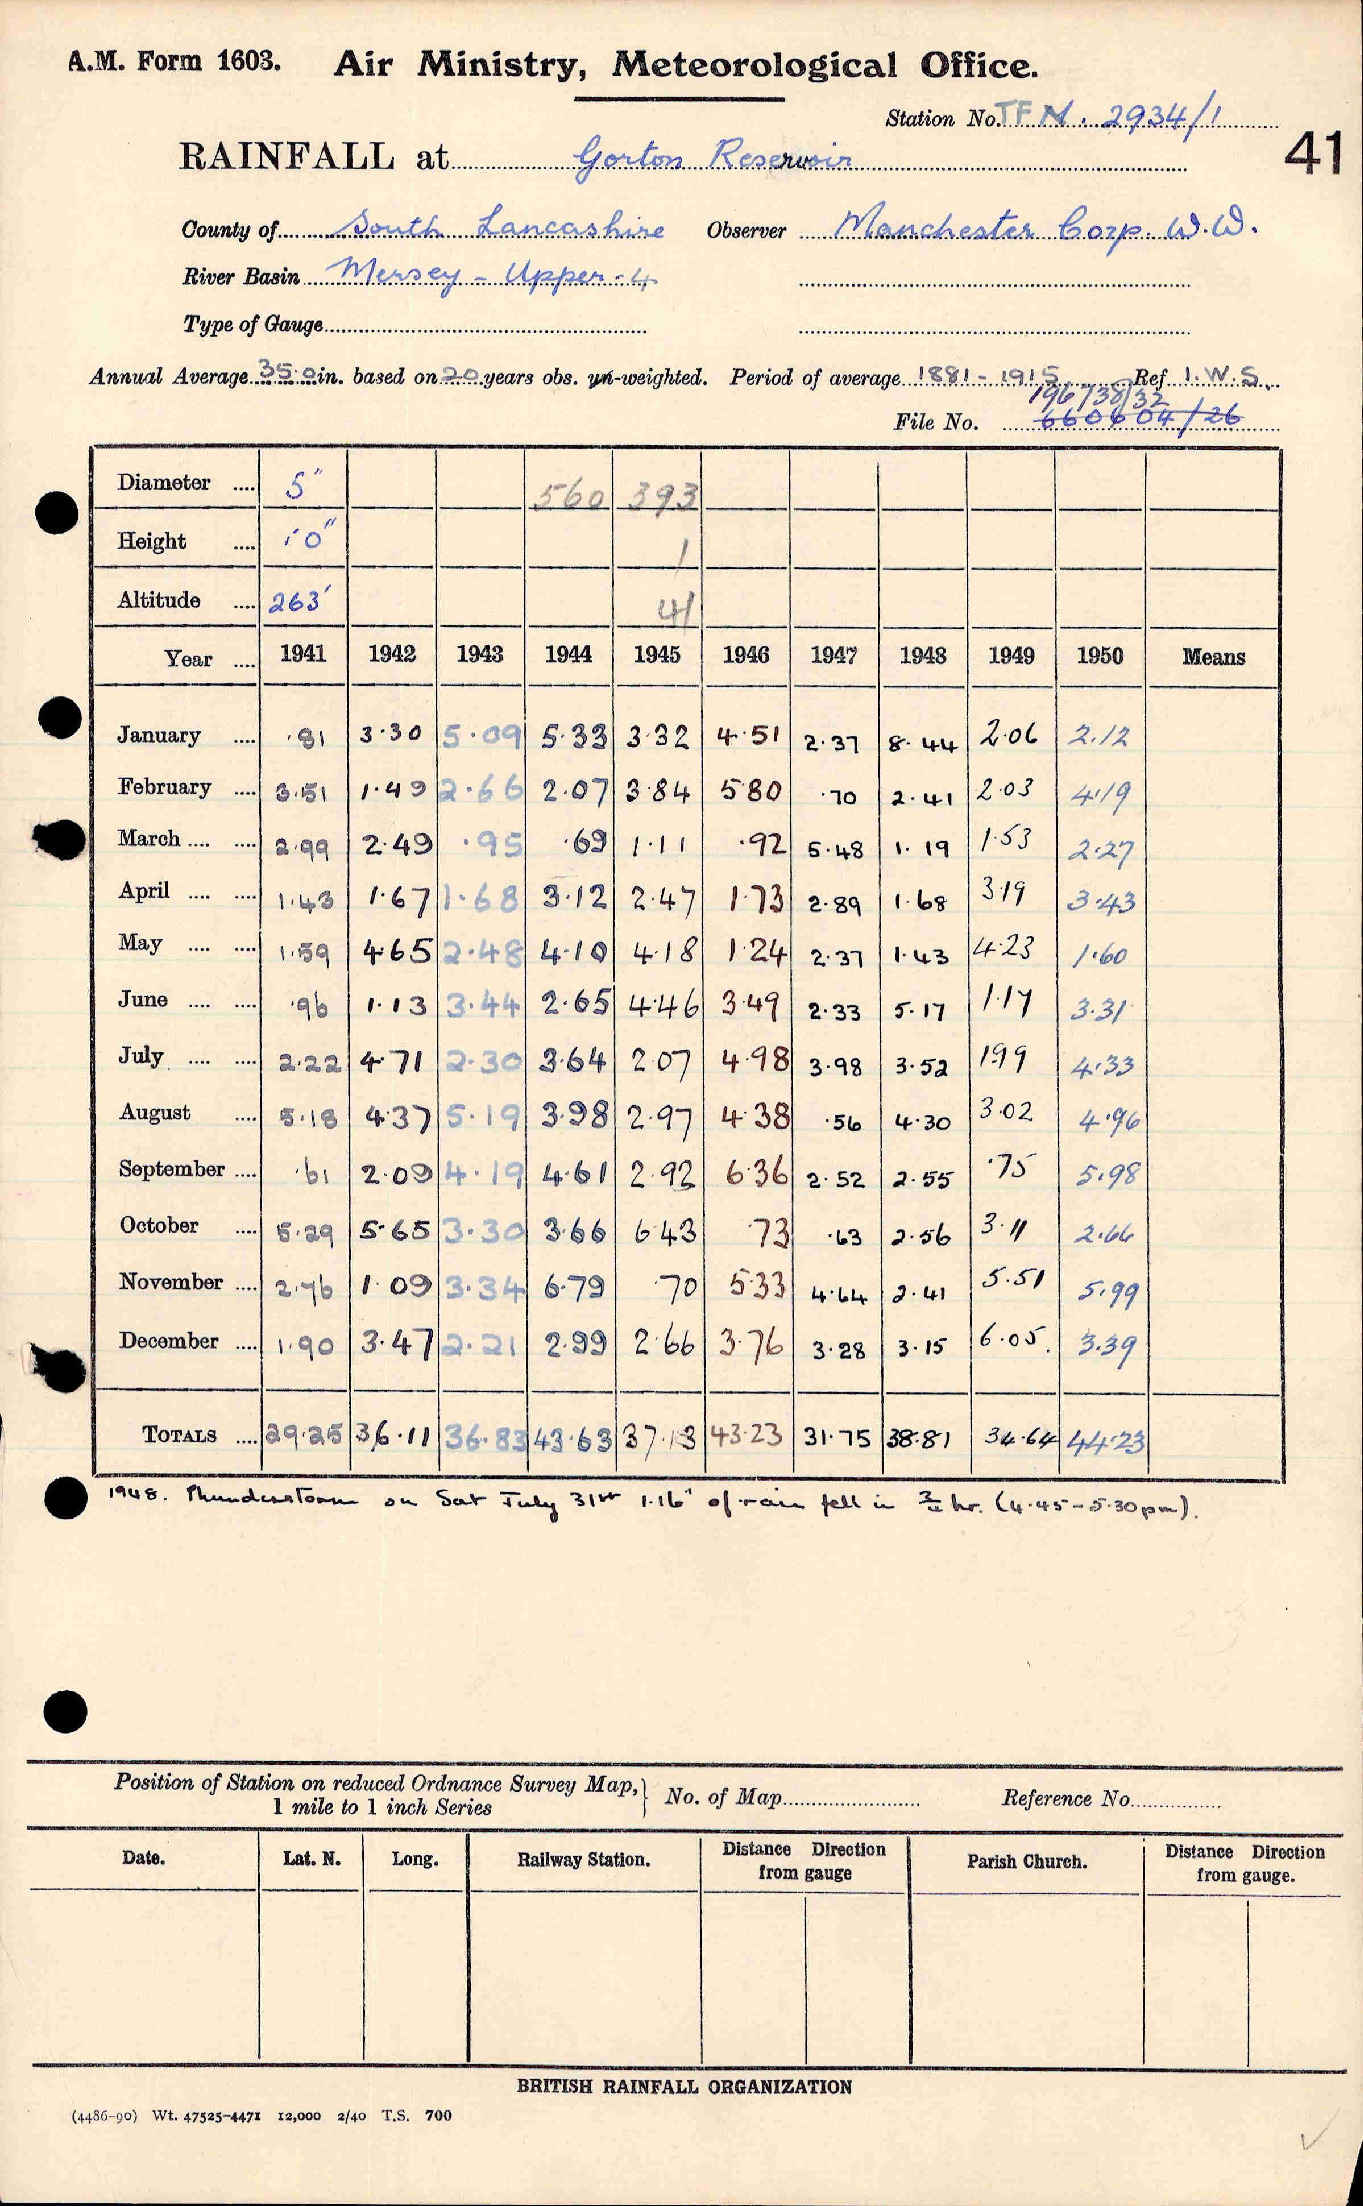 A.M. Form 1603. Air Ministry, Meteorological Office.
Station No. TFN. 2934/1
41
RAINFALL at Gorton Reservoir
County of South Lancashire Observer Manchester Corp. W.W.
River Basin Mersey - Upper - 4
Type of Gauge
Annual Average 35.0 in. based on 20 years obs. un-weighted. Period of average 1881-1915 Ref I.W.S.
196738/32
File No. 660604/26
Diameter .... 5" 560 393
Height .... 10" 1
Altitude .... 263' 41
Year .... 1941 1942 1943 1944 1945 1946 1947 1948 1949 1950 Means
January .... .81 3.30 5.09 5.33 3.32 4.51 2.37 8.44 2.06 2.12
February .... 3.51 1.49 2.66 2.07 3.84 5.80 .70 2.41 2.03 4.19
March .... .... 2.99 2.49 .95 .69 1.11 .92 5.48 1.19 1.53 2.27
April .... .... 1.43 1.67 1.68 3.12 2.47 1.73 2.89 1.68 3.19 3.43
May .... .... 1.59 4.65 2.48 4.10 4.18 1.24 2.37 1.43 4.23 1.60
June .... .... .96 1.13 3.44 2.65 4.46 3.49 2.33 5.17 1.17 3.31
July .... .... 2.22 4.71 2.30 3.64 2.07 4.98 3.98 3.52 1.99 4.33
August .... 5.18 4.37 5.19 3.98 2.97 4.38 .56 4.30 3.02 4.96
September .... .61 2.09 4.19 4.61 2.92 6.36 2.52 2.55 .75 5.98
October .... 5.29 5.65 3.30 3.66 6.43 .73 .63 2.56 3.11 2.66
November .... 2.76 1.09 3.34 6.79 .70 5.33 4.64 2.41 5.51 5.99
December .... 1.90 3.47 2.21 2.99 2.66 3.76 3.28 3.15 6.05. 3.39
TOTALS .... 29.25 36.11 36.83 43.63 37.13 43.23 31.75 38.81 34.64 44.23
1948. Thunderstorm on Sat July 31st 1.16" of rain fell in ¾ hr. (4.45-5.30pm).
Position of Station on reduced Ordnance Survey Map, } No. of Map Reference No.
1 mile to 1 inch Series
Date. Lat. N. Long. Railway Station. Distance from gauge Direction Parish Church. Distance Direction from gauge.
BRITISH RAINFALL ORGANIZATION
(4486-90) Wt. 47525-4471 12,000 2/40 T.S. 700